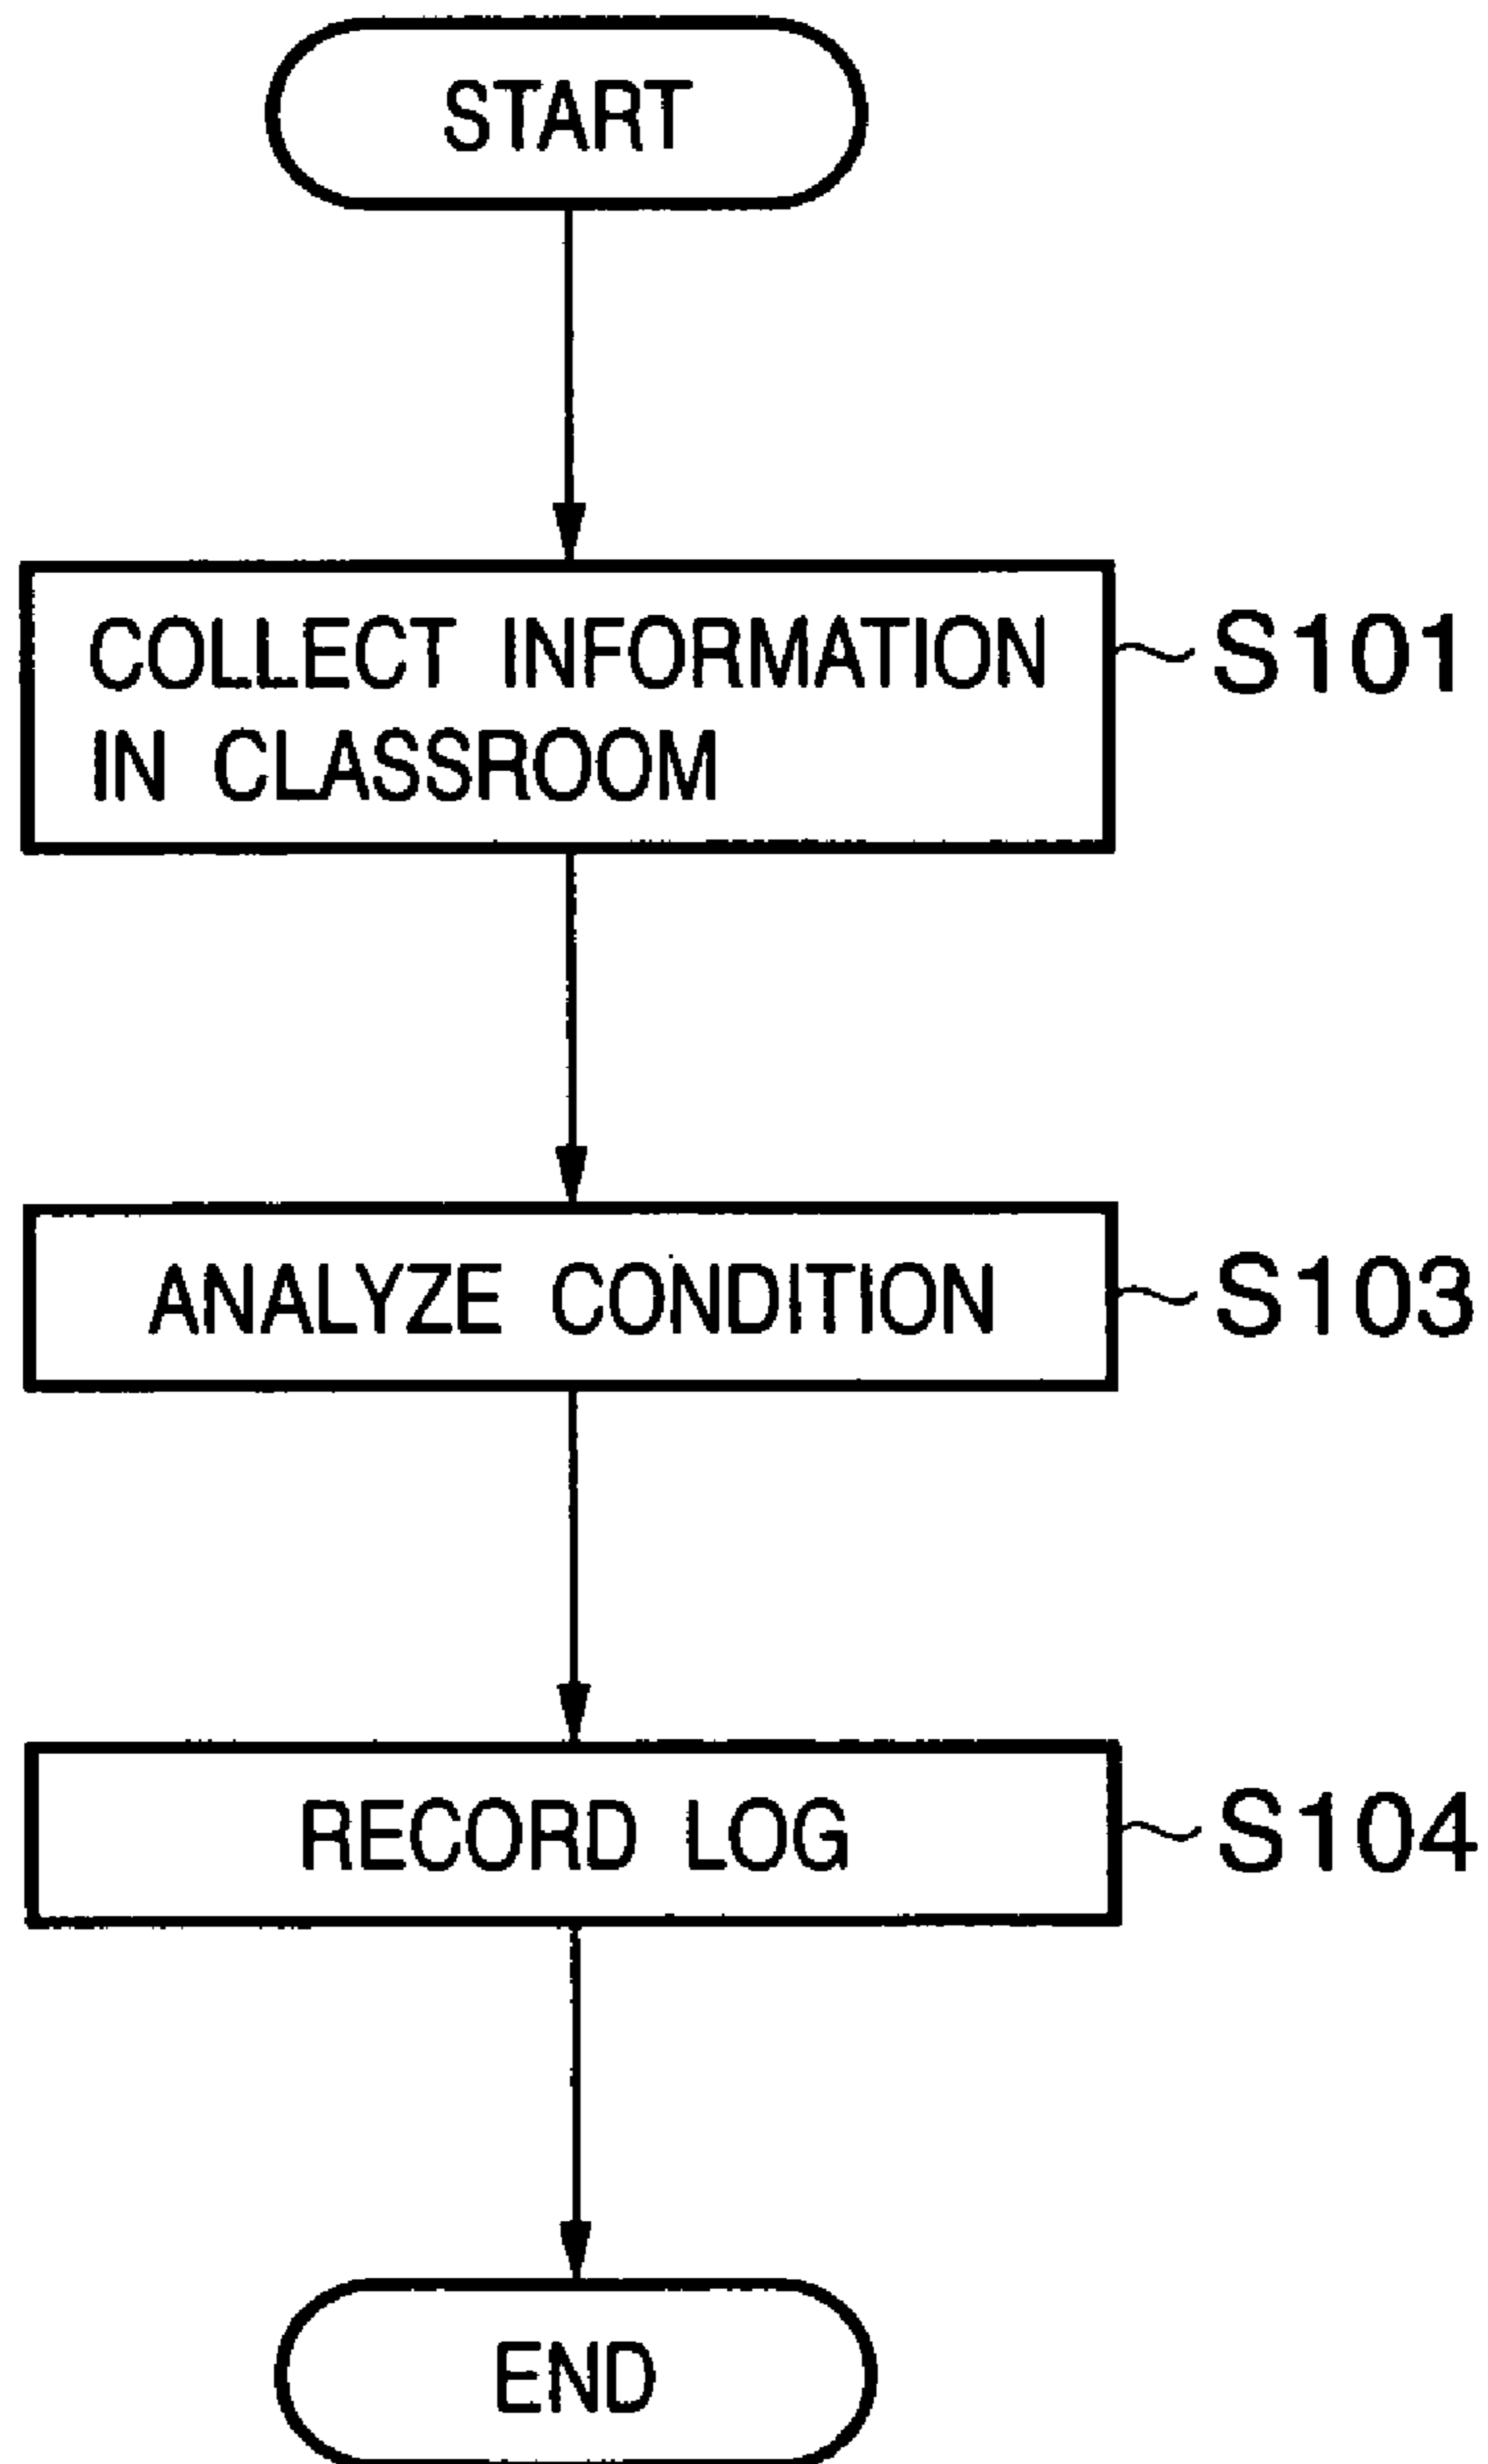 START
COLLECT INFORMATION
IN CLASSROOM
S101
ANALYZE CONDITION
S103
RECORD LOG
S104
END